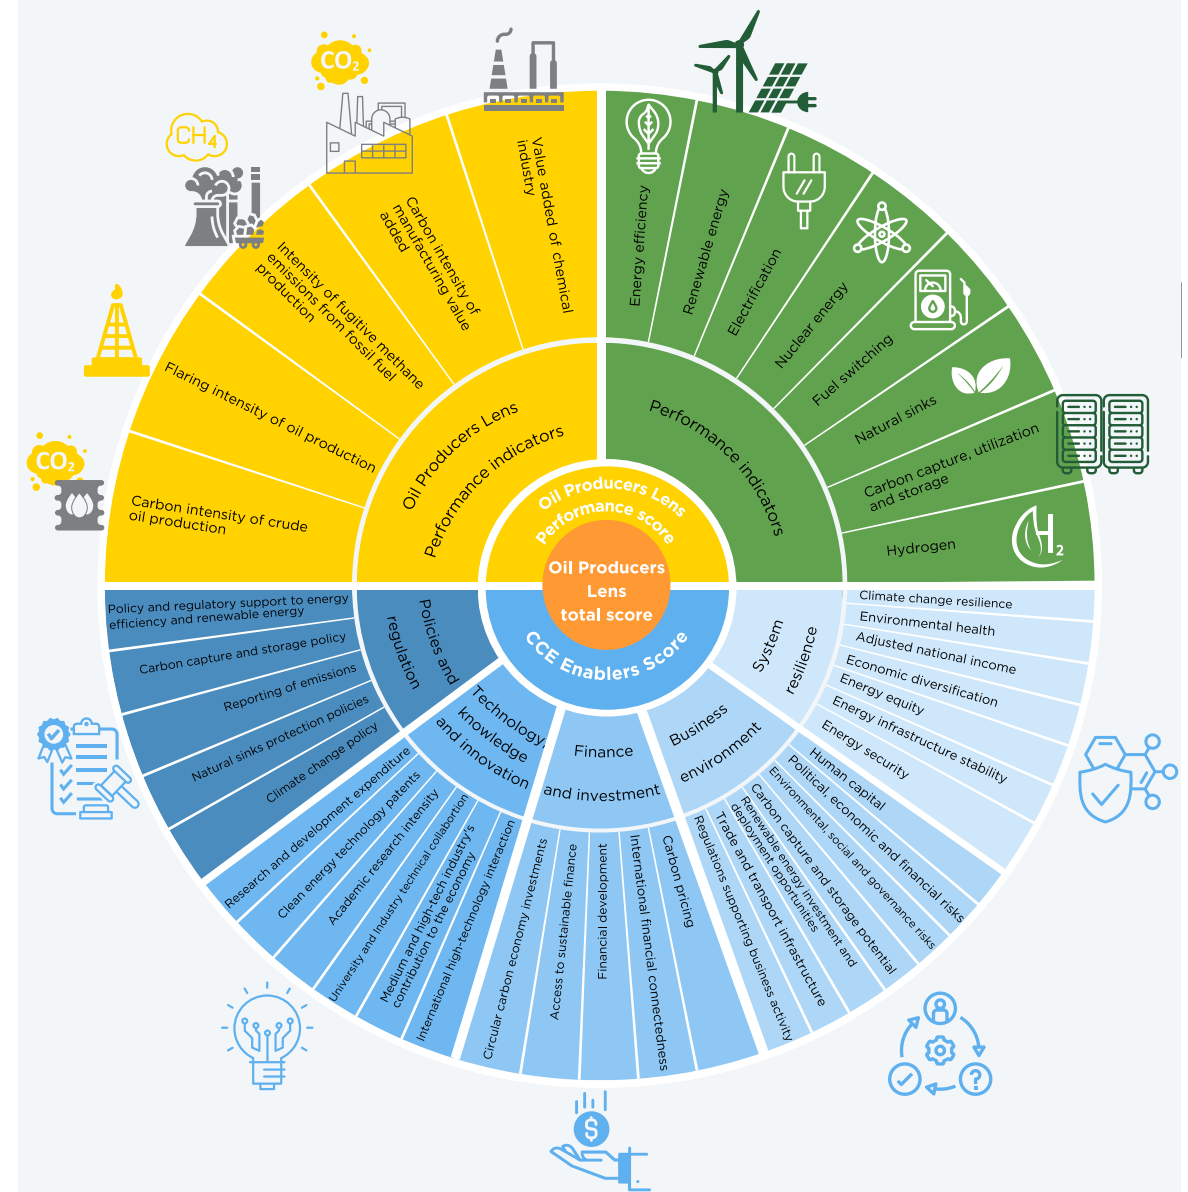 CO₂
CH₄
CO₂
Value added of chemical
industry
Carbon intensity of
manufacturing value
added
Intensity of fugitive methane
emissions from fossil fuel
production
Flaring intensity of oil production
Carbon intensity of crude
oil production
Energy efficiency
Renewable energy
Electrification
Nuclear energy
Fuel switching
Natural sinks
Carbon capture, utilization
and storage
Hydrogen
H₂
Oil Producers Lens
Performance indicators
Performance indicators
Oil Producers Lens
Performance score
Oil Producers
Lens
total score
CCE Enablers Score
Policies and
regulation
Technology,
knowledge
and innovation
Finance
and investment
Business
environment
System
resilience
Policy and regulatory support to energy
efficiency and renewable energy
Carbon capture and storage policy
Reporting of emissions
Natural sinks protection policies
Climate change policy
Research and development expenditure
Clean energy technology patents
Academic research intensity
University and Industry technical collabortion
Medium and high-tech industry's
contribution to the economy
International high-technology interaction
Circular carbon economy investments
Access to sustainable finance
Financial development
International financial connectedness
Carbon pricing
Regulations supporting business activity
Trade and transport infrastructure
Renewable energy investment and
deployment opportunities
Carbon capture and storage potential
Environmental, social and governance risks
Political, economic and financial risks
Human capital
Energy security
Energy infrastructure stability
Energy equity
Economic diversification
Adjusted national income
Environmental health
Climate change resilience
$
?